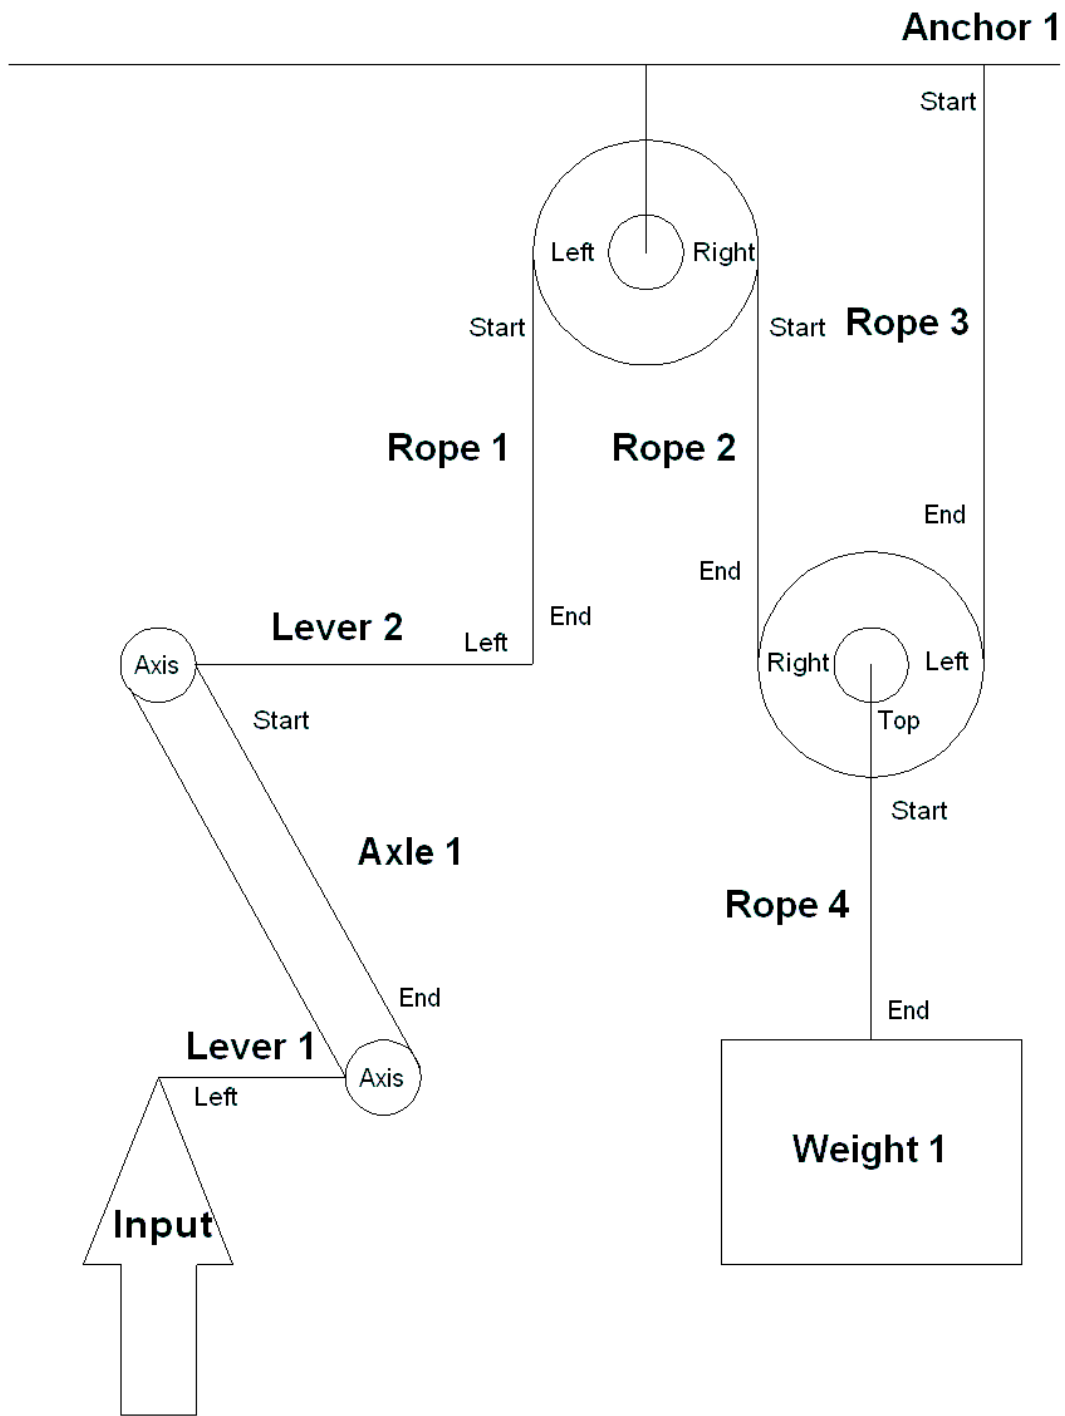 Anchor 1
Start
Left
Right
Start
Start
Rope 3
Rope 1
Rope 2
End
End
End
Lever 2
Left
Axis
Right
Left
Start
Top
Start
Axle 1
Rope 4
End
End
Lever 1
Axis
Left
Weight 1
Input